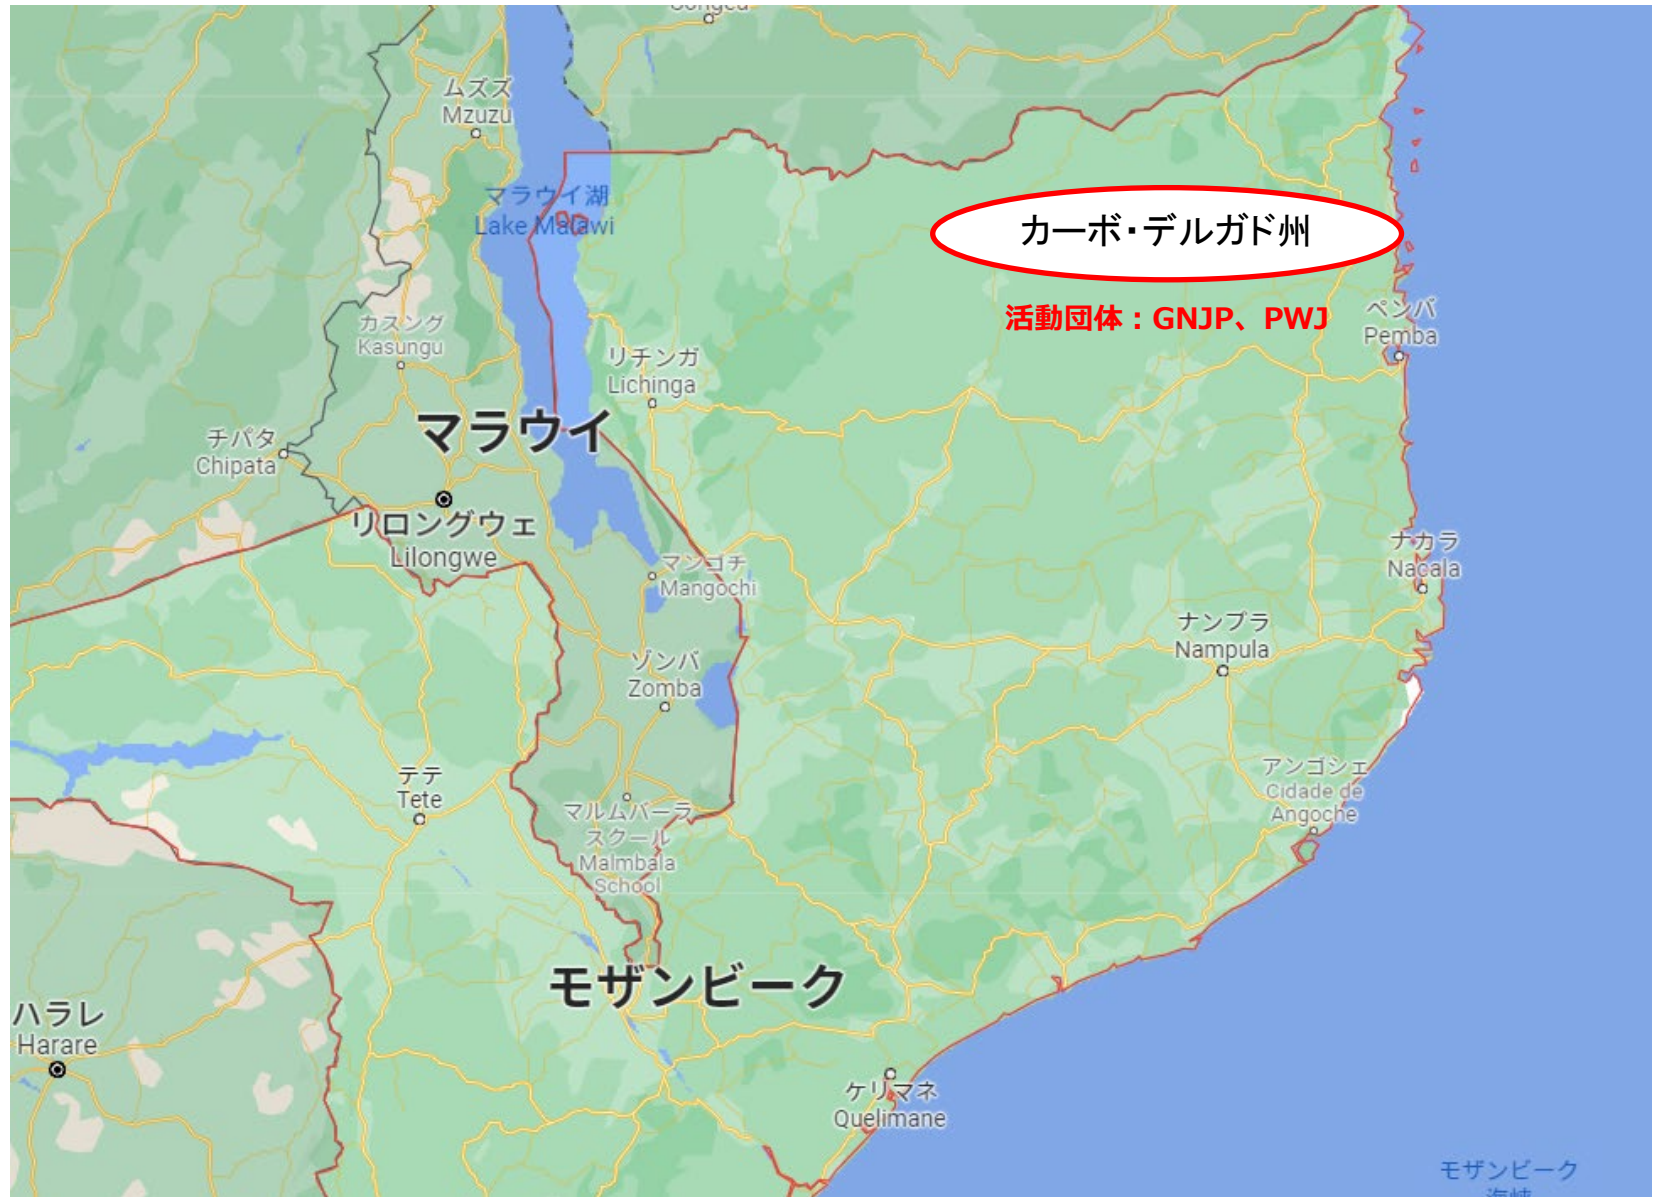 ムズズ
Mzuzu
マラウイ湖
Lake Malawi
カーボ・デルガド州
活動団体：GNJP、PWJ
ペンバ
Pemba
カスング
Kasungu
リチンガ
Lichinga
マラウイ
チパタ
Chipata
リロングウェ
Lilongwe
マンゴチ
Mangochi
ナカラ
Nacala
ナンプラ
Nampula
ゾンバ
Zomba
テテ
Tete
アンゴシェ
Cidade de
Angoche
マルムバーラ
スクール
Malmbala
School
モザンビーク
ハラレ
Harare
ケリマネ
Quelimane
モザンビーク